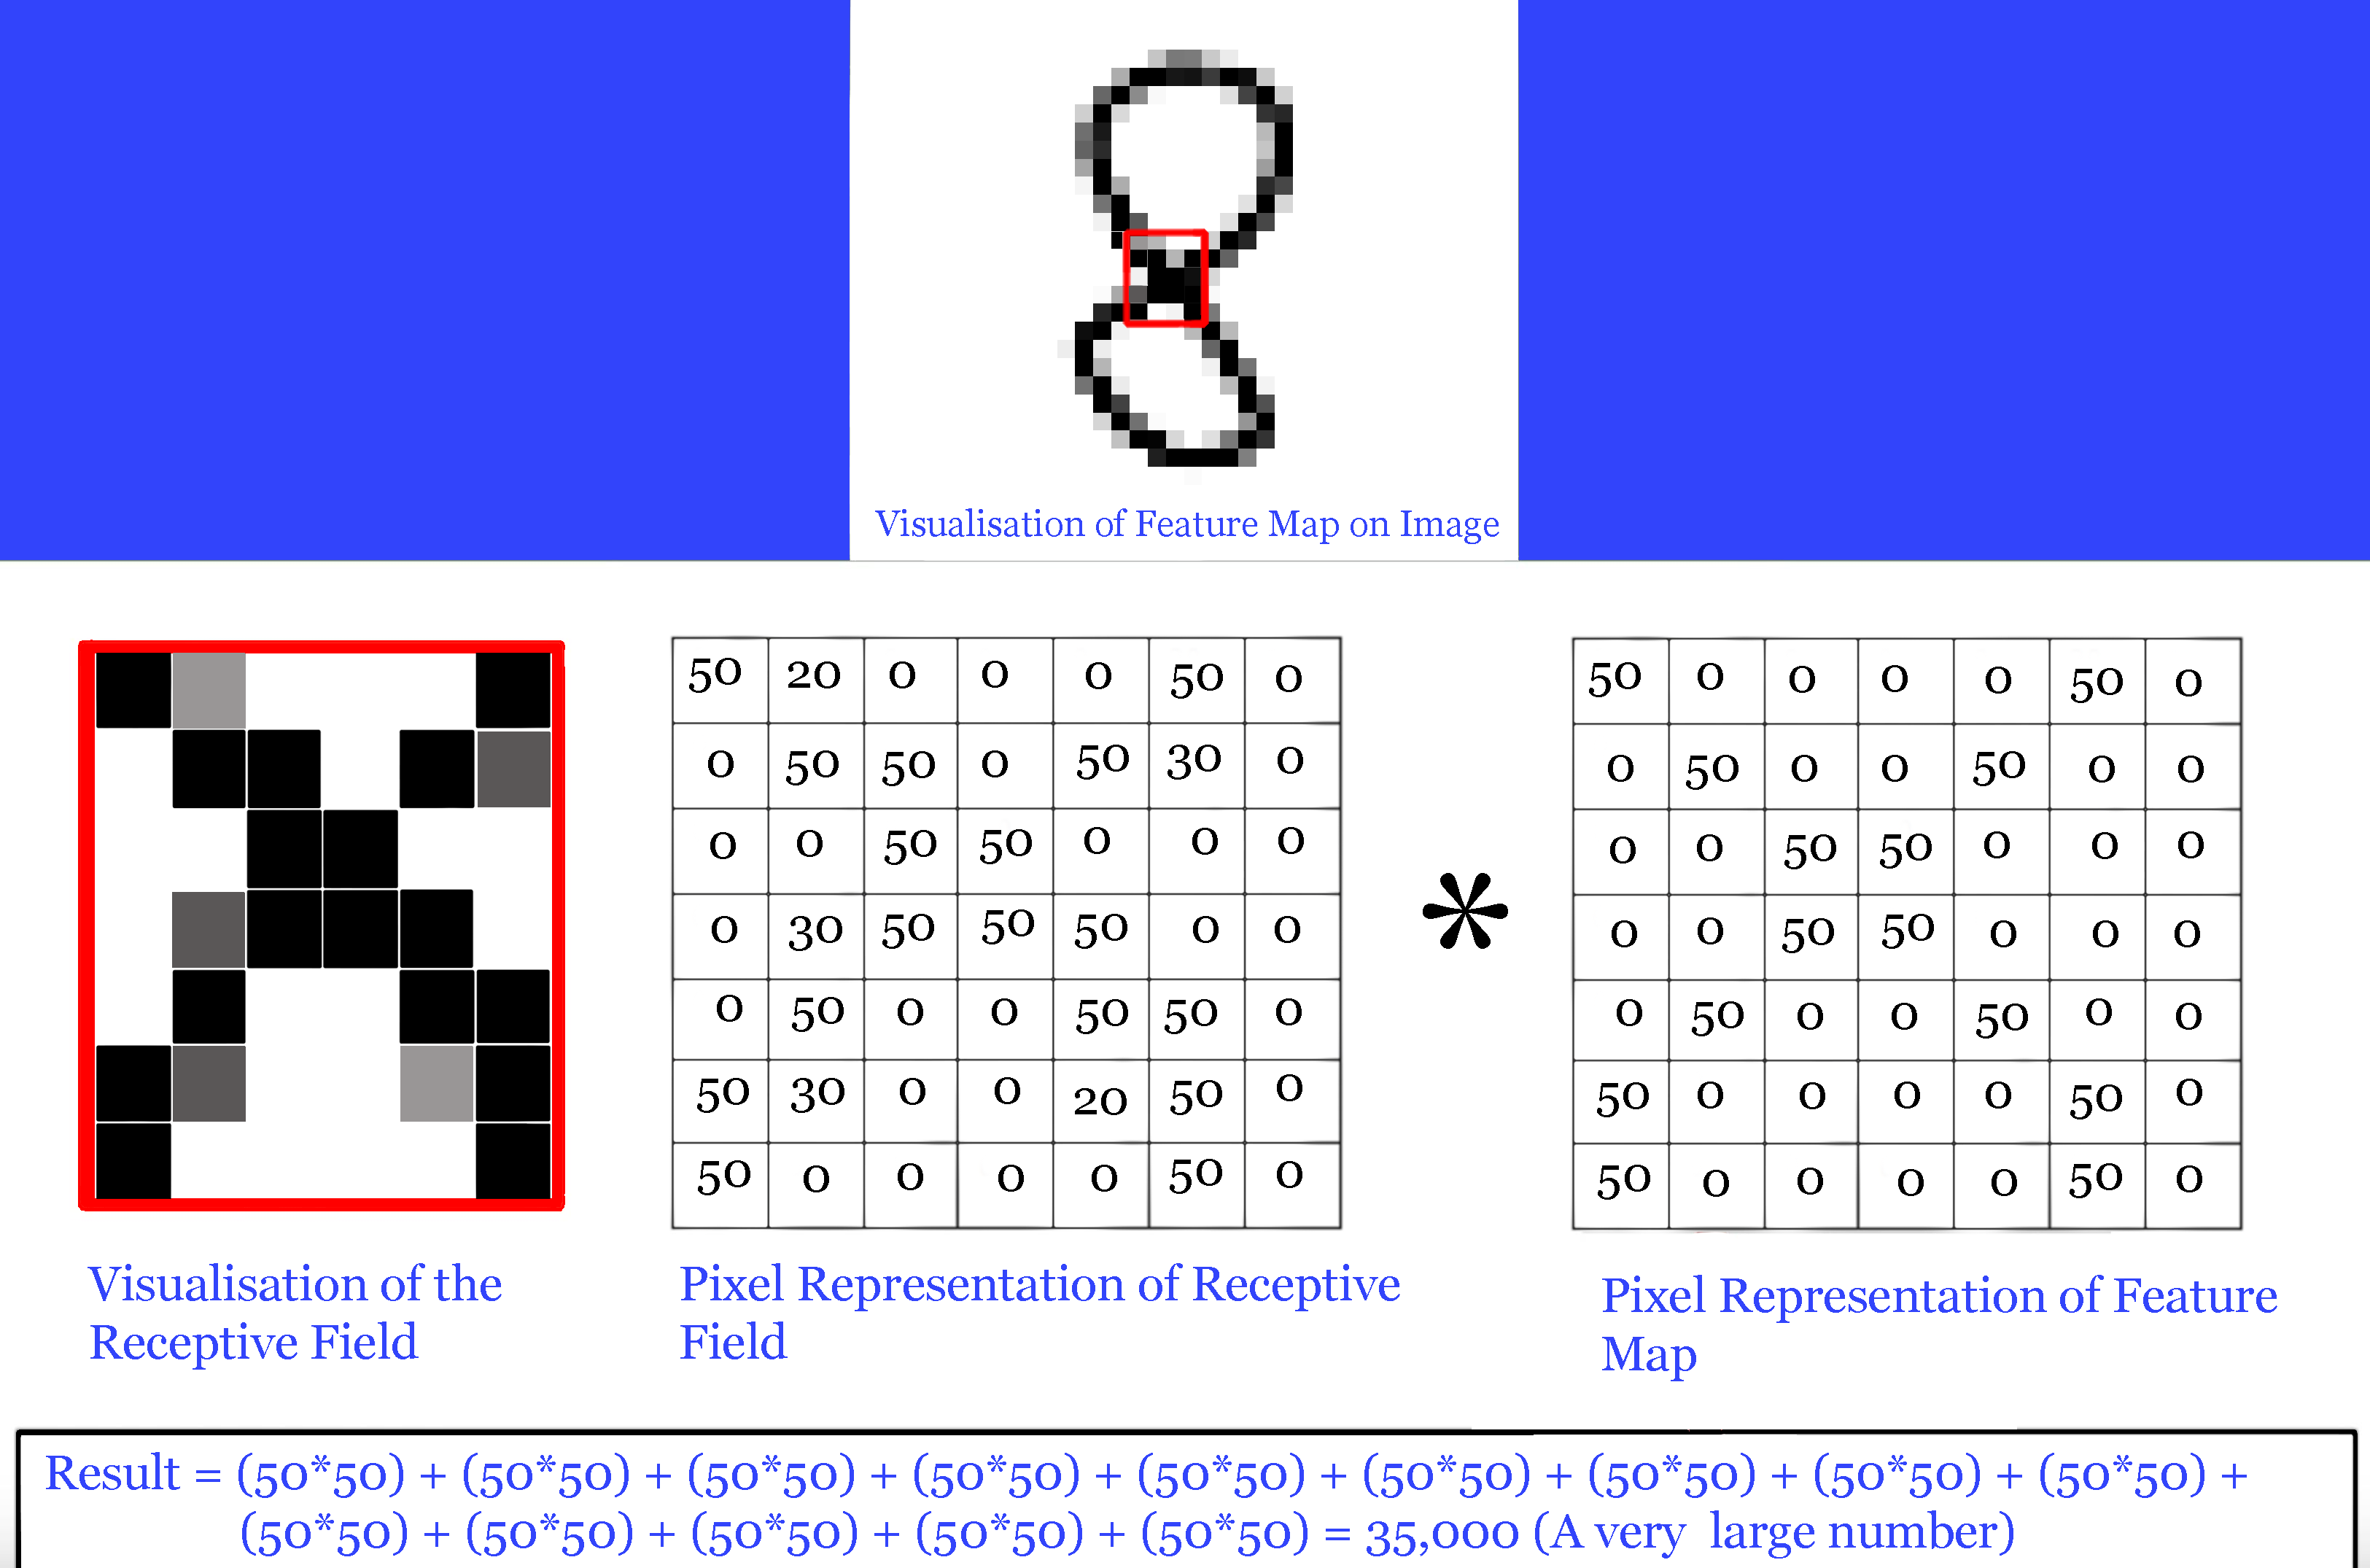 Visualisation of Feature Map on Image
50 20 0 0 0 50 0
0 50 50 0 50 30 0
0 0 50 50 0 0 0
0 30 50 50 50 0 0
0 50 0 0 50 50 0
50 30 0 0 20 50 0
50 0 0 0 0 50 0
*
50 0 0 0 0 50 0
0 50 0 0 50 0 0
0 0 50 50 0 0 0
0 0 50 50 0 0 0
0 50 0 0 50 0 0
50 0 0 0 0 50 0
50 0 0 0 0 50 0
Visualisation of the
Receptive Field
Pixel Representation of Receptive
Field
Pixel Representation of Feature
Map
Result = (50*50) + (50*50) + (50*50) + (50*50) + (50*50) + (50*50) + (50*50) + (50*50) + (50*50) +
(50*50) + (50*50) + (50*50) + (50*50) + (50*50) = 35,000 (A very large number)